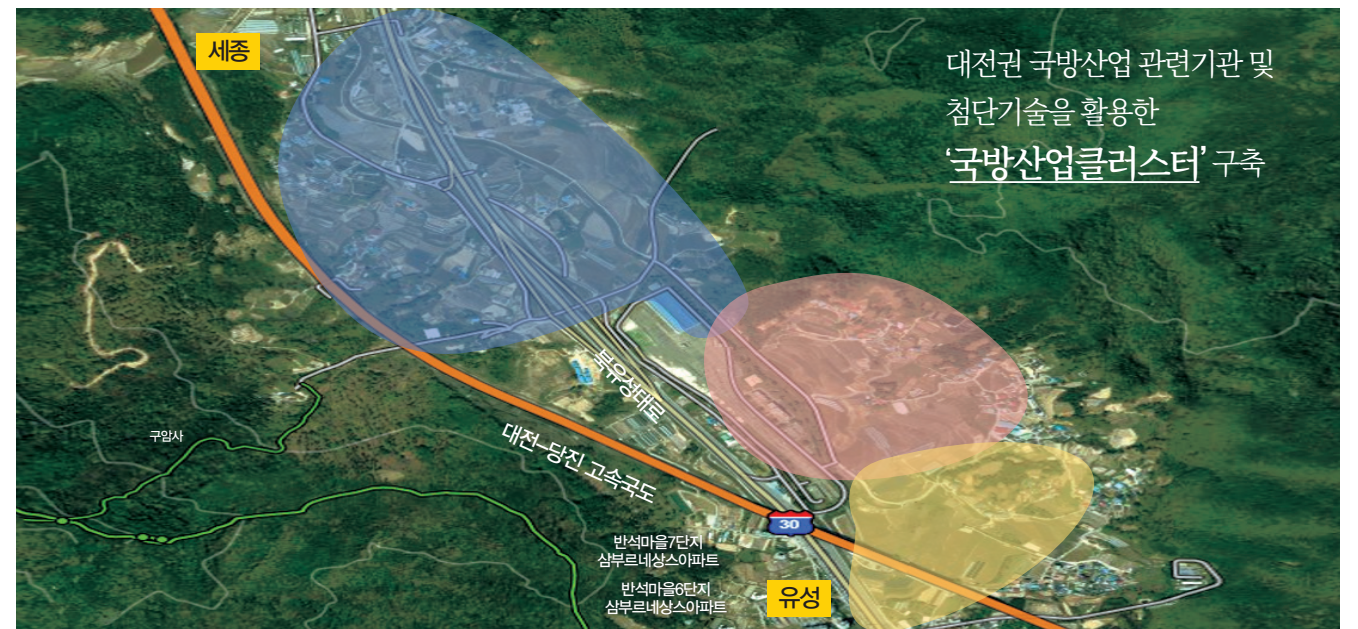 세종
대전권 국방산업 관련기관 및
첨단기술을 활용한
‘국방산업클러스터’ 구축
북유성대로
구암사
대전–당진 고속국도
30
반석마을7단지
삼부르네상스아파트
반석마을6단지
삼부르네상스아파트
유성